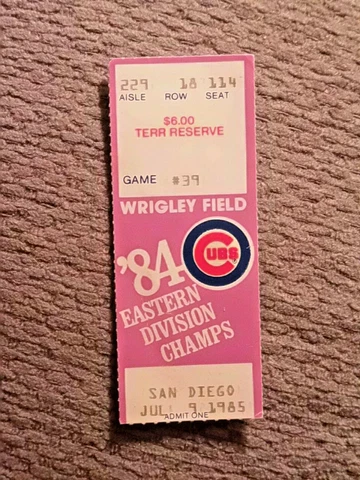 229 18 114
AISLE ROW SEAT
$6.00
TERR RESERVE
GAME #39
WRIGLEY FIELD
CUBS
'84
EASTERN
DIVISION
CHAMPS
SAN DIEGO
JUL 9 1985
ADMIT ONE